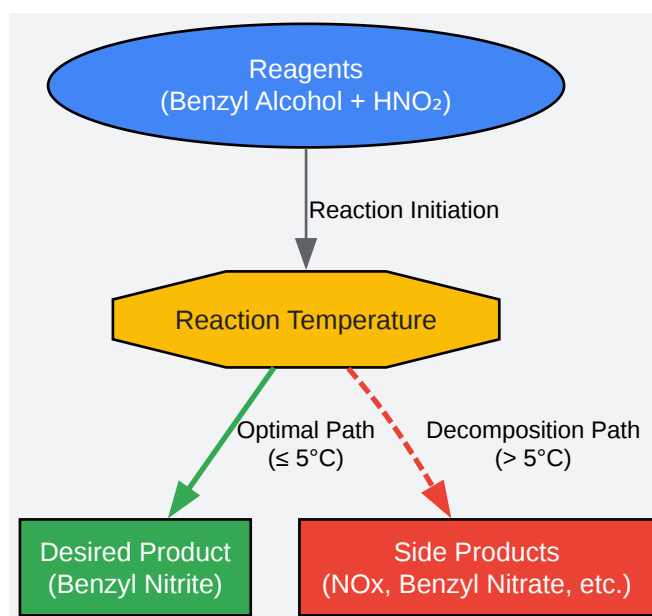 Reagents
(Benzyl Alcohol + HNO₂)
Reaction Initiation
Reaction Temperature
Optimal Path
(≤ 5°C)
Decomposition Path
(> 5°C)
Desired Product
(Benzyl Nitrite)
Side Products
(NOx, Benzyl Nitrate, etc.)